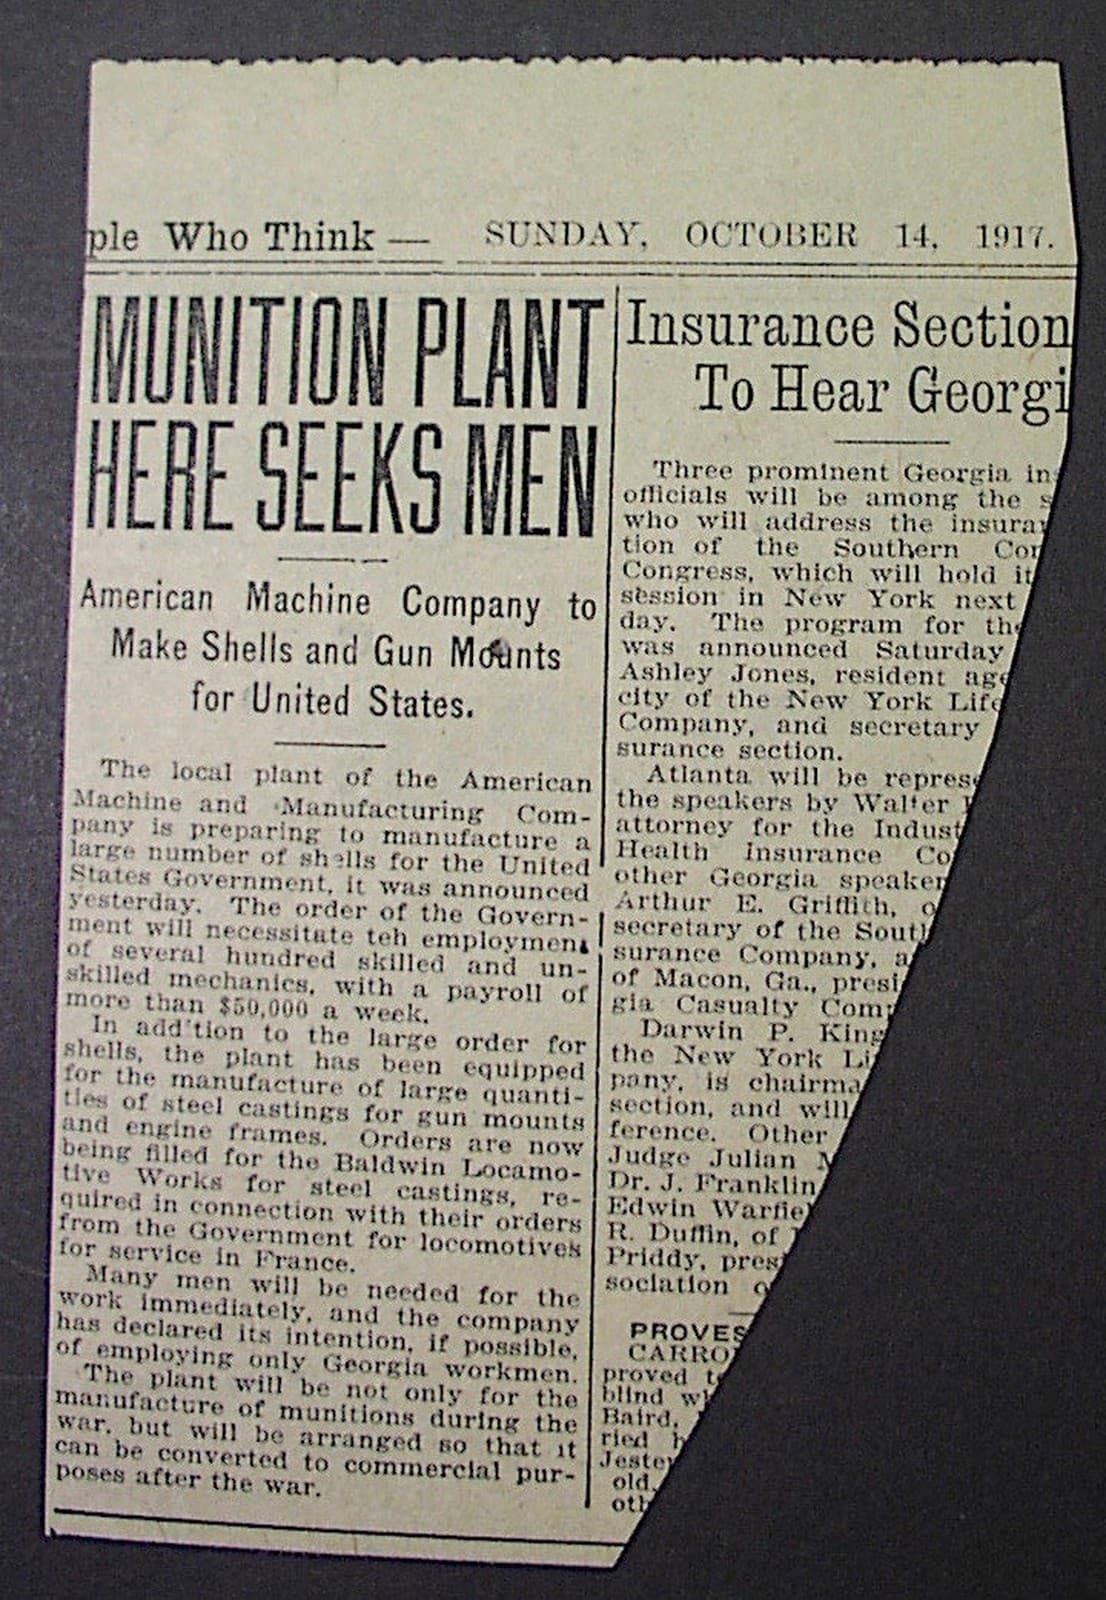 ple Who Think — SUNDAY, OCTOBER 14, 1917.
MUNITION PLANT
HERE SEEKS MEN
American Machine Company to
Make Shells and Gun Mounts
for United States.
The local plant of the American
Machine and Manufacturing Com-
pany is preparing to manufacture a
large number of shells for the United
States Government, it was announced
yesterday. The order of the Govern-
ment will necessitate teh employment
of several hundred skilled and un-
skilled mechanics, with a payroll of
more than $50,000 a week.
In add'tion to the large order for
shells, the plant has been equipped
for the manufacture of large quanti-
ties of steel castings for gun mounts
and engine frames. Orders are now
being filled for the Baldwin Locamo-
tive Works for steel castings, re-
quired in connection with their orders
from the Government for locomotives
for service in France.
Many men will be needed for the
work immediately, and the company
has declared its intention, if possible,
of employing only Georgia workmen.
The plant will be not only for the
manufacture of munitions during the
war, but will be arranged so that it
can be converted to commercial pur-
poses after the war.
Insurance Section
To Hear Georgi
Three prominent Georgia in
officials will be among the s
who will address the insura
tion of the Southern Co
Congress, which will hold it
session in New York next
day. The program for th
was announced Saturday
Ashley Jones, resident age
city of the New York Life
Company, and secretary
surance section.
Atlanta will be repres
the speakers by Walter
attorney for the Indust
Health Insurance Co
other Georgia speaker
Arthur E. Griffith, o
secretary of the Sout
surance Company, a
of Macon, Ga., presi
gia Casualty Com
Darwin P. King
the New York Li
pany, is chairma
section, and will
ference. Other
Judge Julian
Dr. J. Franklin
Edwin Warfie
R. Duffin, of
Priddy, pres
sociation o
PROVES
CARRO
proved t
blind w
Baird,
ried h
Jeste
old,
oth